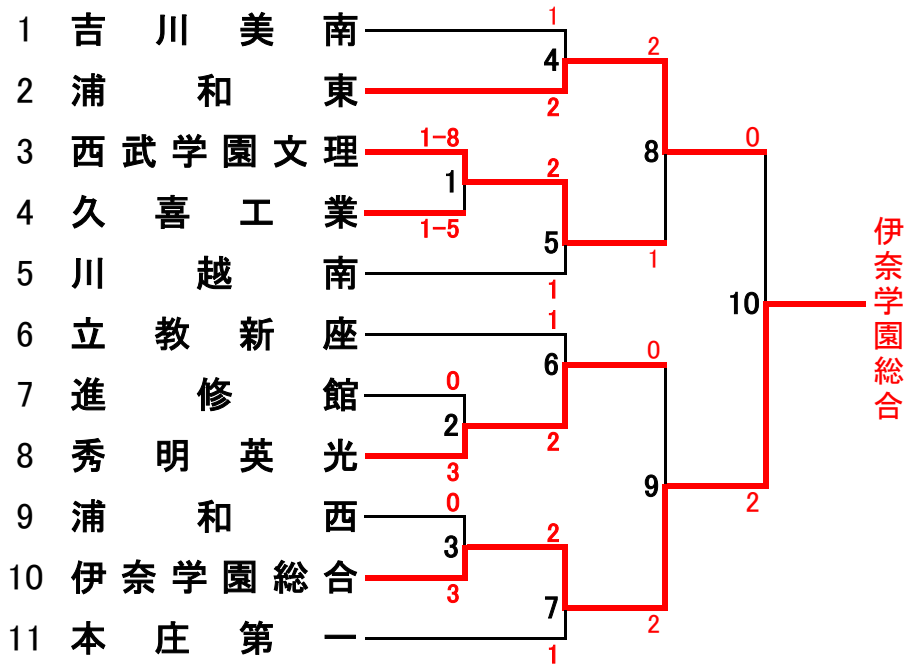 1 吉川美南
2 浦和東
3 西武学園文理
4 久喜工業
5 川越南
6 立教新座
7 進修館
8 秀明英光
9 浦和西
10 伊奈学園総合
11 本庄第一
1-8
1
1-5
0
2
3
0
3
3
1
4
2
2
5
1
1
6
2
2
7
1
2
8
1
0
9
2
0
10
2
伊奈学園総合